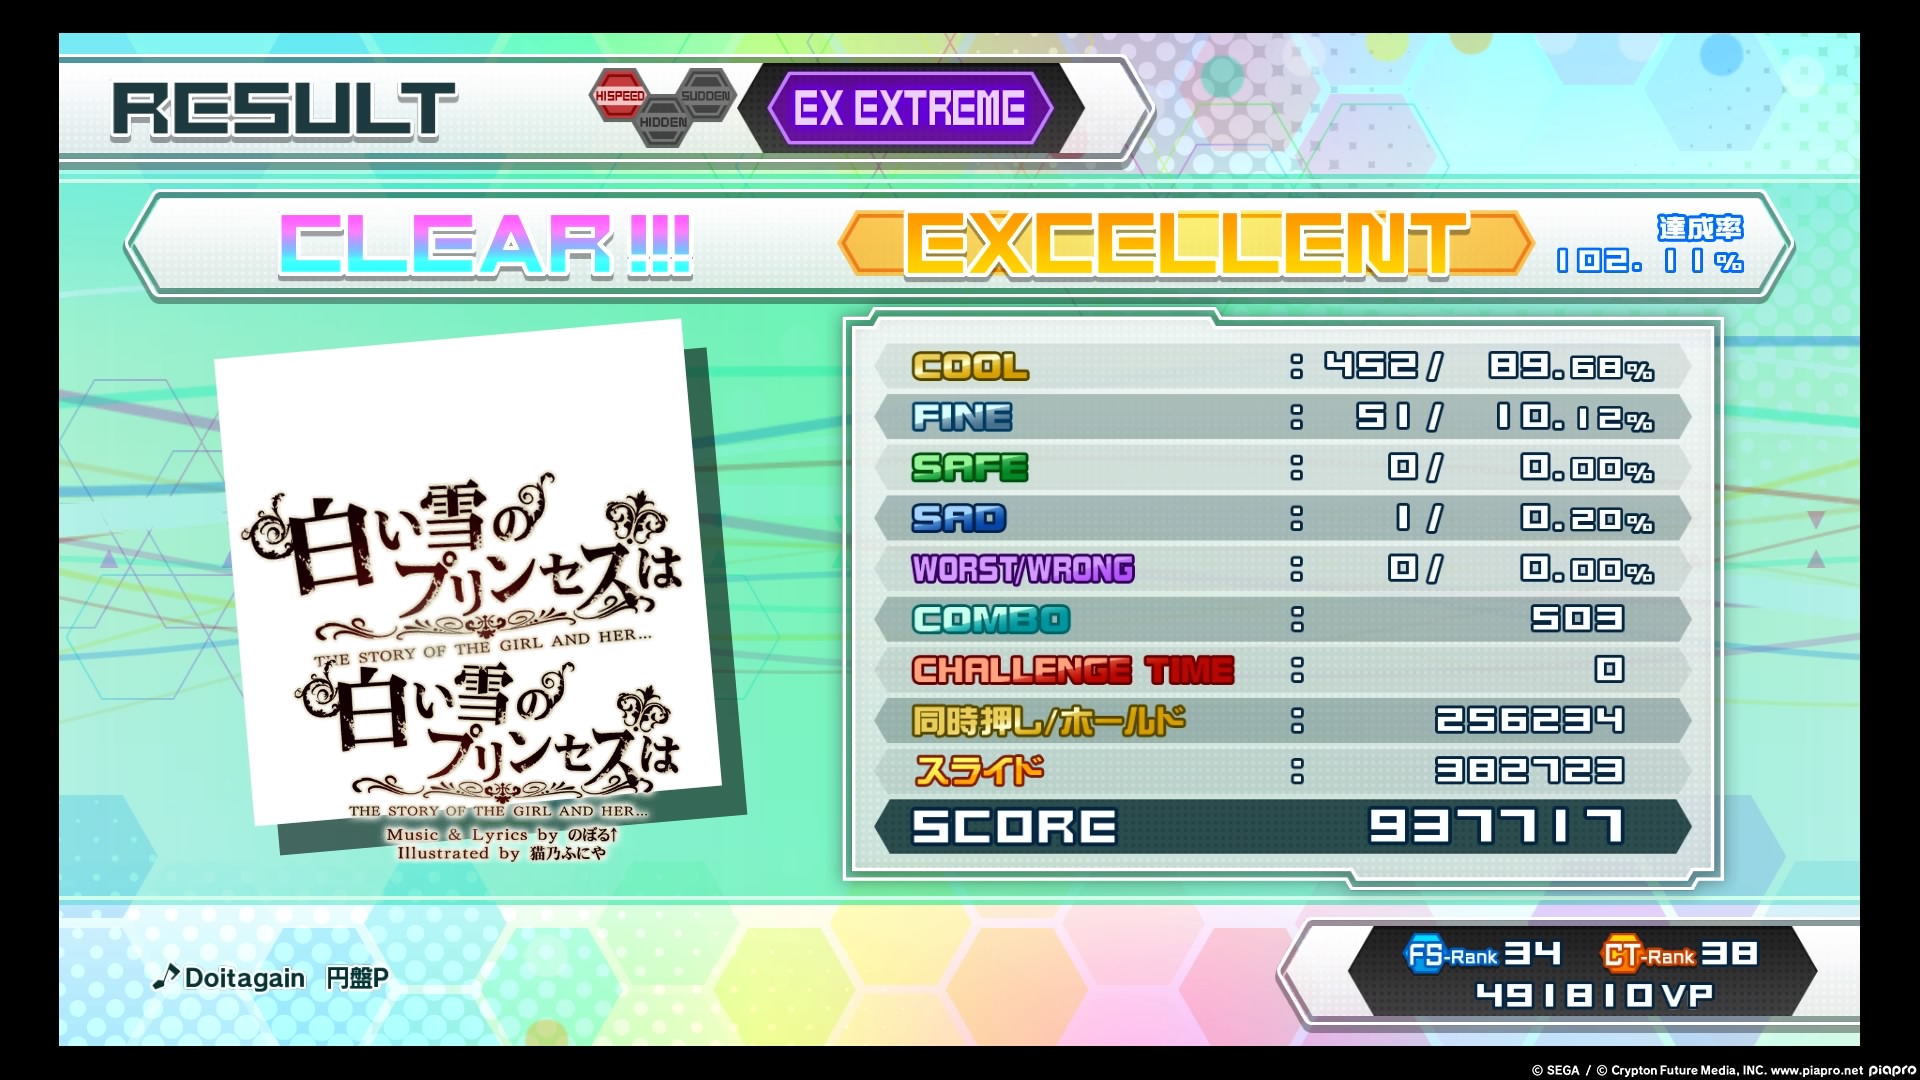 RESULT
HISPEED
HIDDEN
SUDDEN
EX EXTREME
CLEAR!!!
EXCELLENT
達成率
102.11%
COOL : 452/ 89.68%
FINE : 51/ 10.12%
SAFE : 0/ 0.00%
SAD : 1/ 0.20%
WORST/WRONG : 0/ 0.00%
COMBO : 503
CHALLENGE TIME : 0
同時押し/ホールド : 256234
スライド : 382723
SCORE 937717
白い雪の
プリンセスは
THE STORY OF THE GIRL AND HER...
白い雪の
プリンセスは
THE STORY OF THE GIRL AND HER...
Music & Lyrics by のぼる↑
Illustrated by 猫乃ふにや
♪Doitagain 円盤P
FS-Rank 34 CT-Rank 38
491810VP
© SEGA / © Crypton Future Media, INC. www.piapro.net piapro